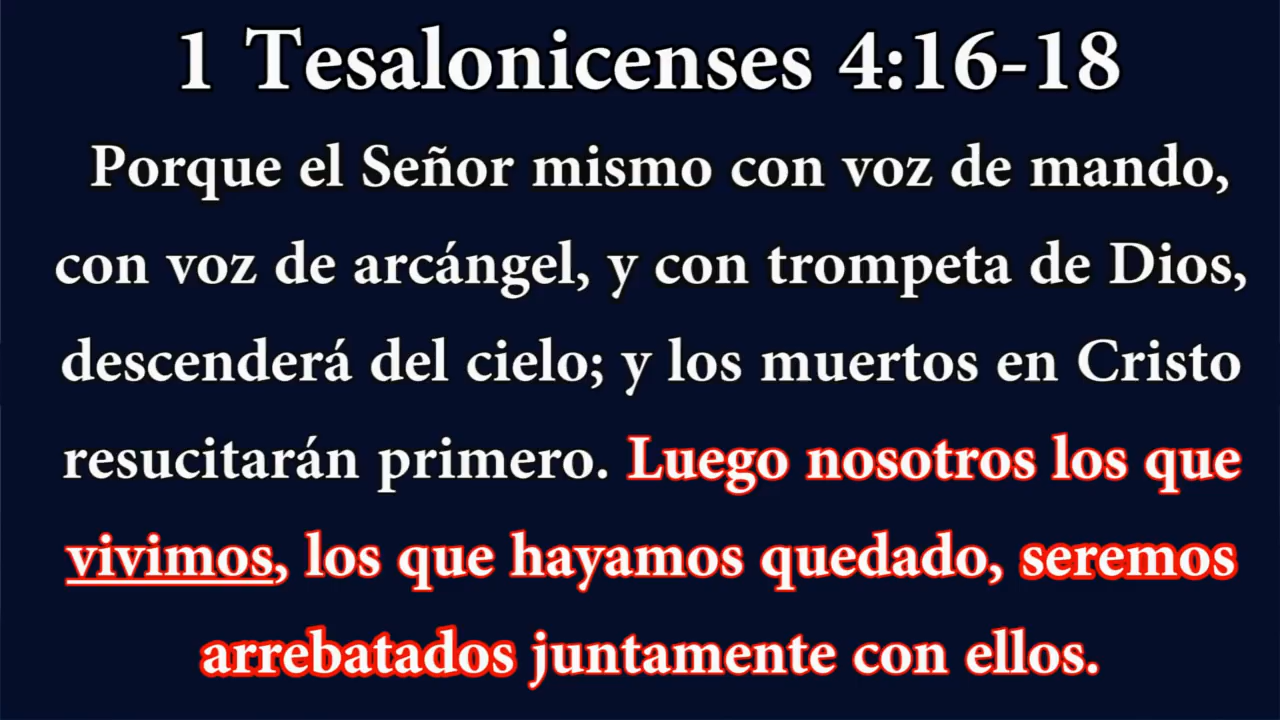 1 Tesalonicenses 4:16-18
Porque el Señor mismo con voz de mando,
con voz de arcángel, y con trompeta de Dios,
descenderá del cielo; y los muertos en Cristo
resucitarán primero. Luego nosotros los que
vivimos, los que hayamos quedado, seremos
arrebatados juntamente con ellos.